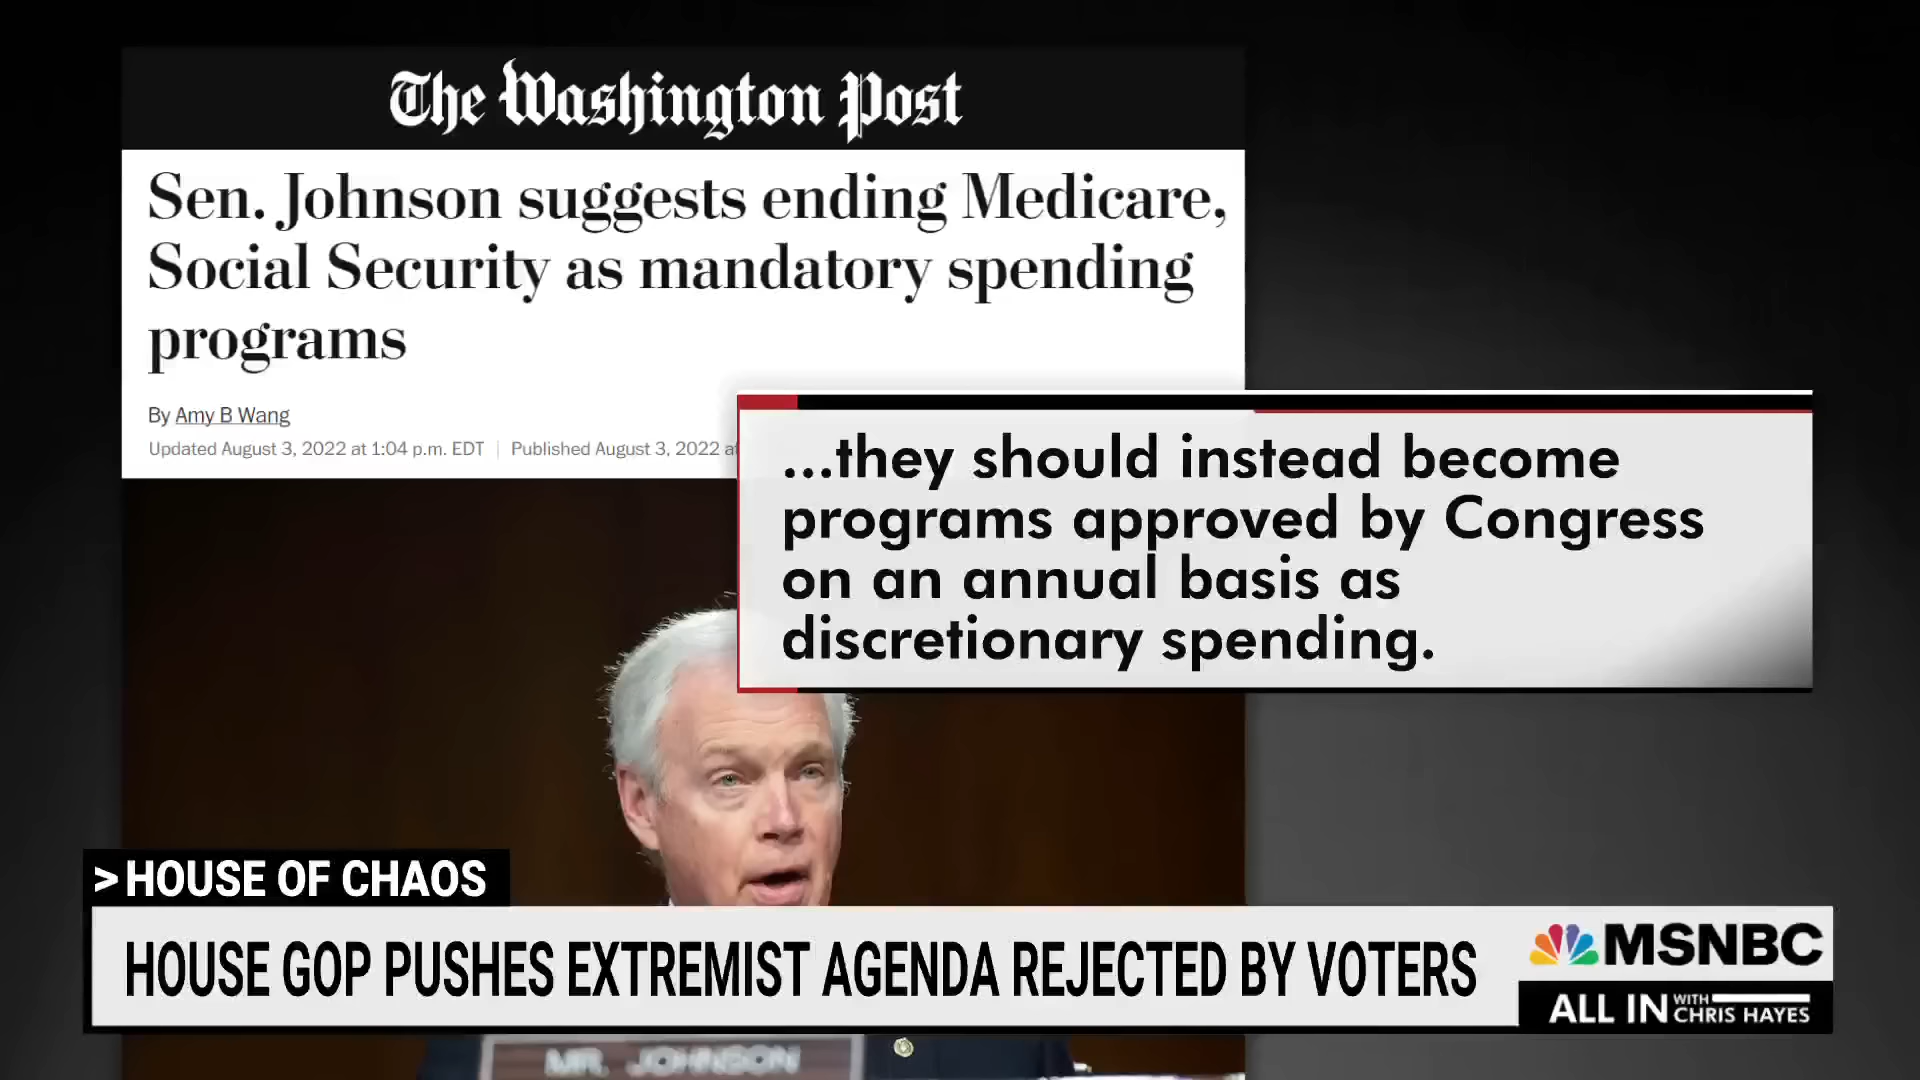 The Washington Post
Sen. Johnson suggests ending Medicare,
Social Security as mandatory spending
programs
By Amy B Wang
Updated August 3, 2022 at 1:04 p.m. EDT | Published August 3, 2022
...they should instead become
programs approved by Congress
on an annual basis as
discretionary spending.
>HOUSE OF CHAOS
HOUSE GOP PUSHES EXTREMIST AGENDA REJECTED BY VOTERS
MSNBC
ALL IN WITH CHRIS HAYES
MR. JOHNSON